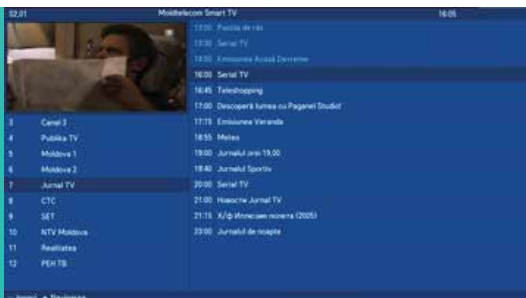 02.01 Moldtelecom Smart TV 16:05
13:00 Pastila de râs
13:30 Serial TV
14:00 Emisiunea Acasă Devreme
16:00 Serial TV
16:45 Teleshopping
17:00 Descoperă lumea cu Paganel Studio!
17:15 Emisiunea Veranda
18:55 Meteo
19:00 Jurnalul orei 19.00
19:40 Jurnalul Sportiv
20:00 Serial TV
21:00 Новости Jurnal TV
21:15 Х/ф Иллюзия полета (2005)
23:00 Jurnalul de noapte
3 Canal 3
4 Publika TV
5 Moldova 1
6 Moldova 2
7 Jurnal TV
8 СТС
9 SET
10 NTV Moldova
11 Realitatea
12 РЕН ТВ